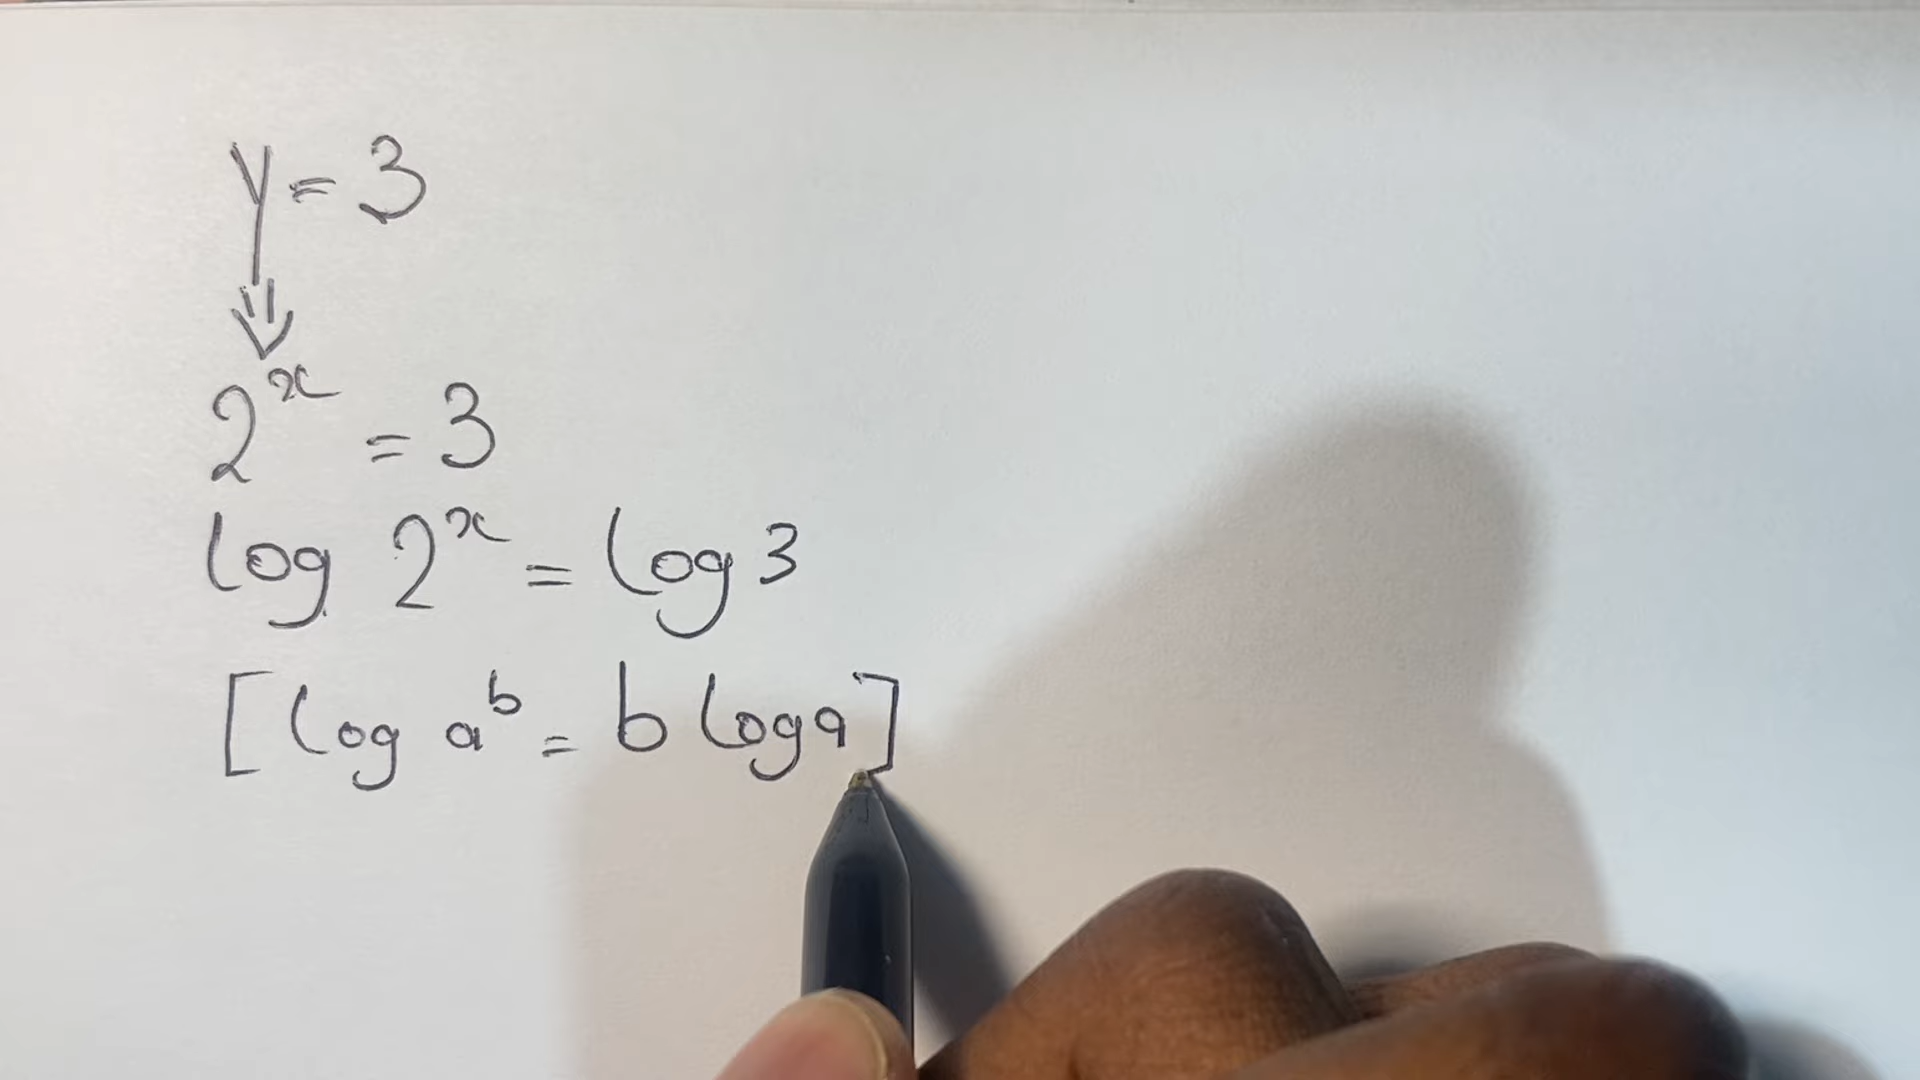 y = 3
⇓
2^x = 3
log 2^x = log 3
[log a^b = b log a]